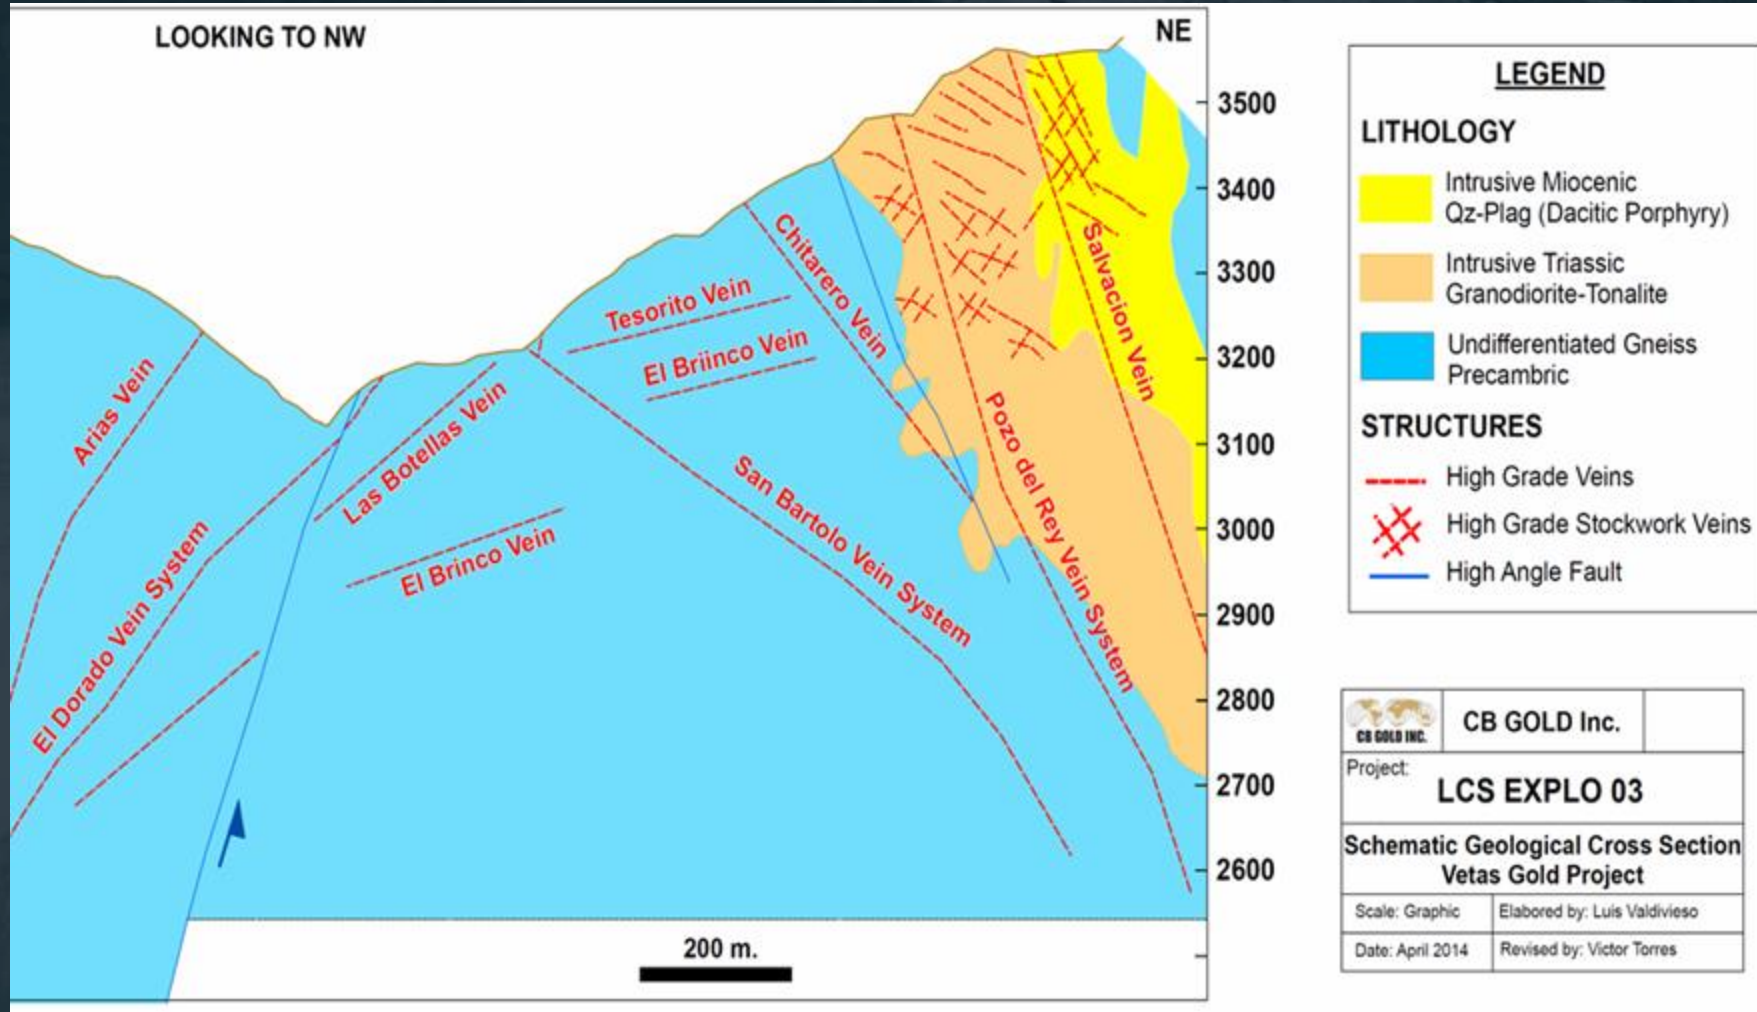 LOOKING TO NW
NE
3500
3400
3300
3200
3100
3000
2900
2800
2700
2600
Arias Vein
El Dorado Vein System
Las Botellas Vein
El Brinco Vein
Tesorito Vein
El Briinco Vein
Chitarero Vein
San Bartolo Vein System
Pozo del Rey Vein System
Salvacion Vein
200 m.
LEGEND
LITHOLOGY
Intrusive Miocenic
Qz-Plag (Dacitic Porphyry)
Intrusive Triassic
Granodiorite-Tonalite
Undifferentiated Gneiss
Precambric
STRUCTURES
High Grade Veins
High Grade Stockwork Veins
High Angle Fault
CB GOLD INC.
CB GOLD Inc.
Project:
LCS EXPLO 03
Schematic Geological Cross Section
Vetas Gold Project
Scale: Graphic
Elabored by: Luis Valdivieso
Date: April 2014
Revised by: Victor Torres